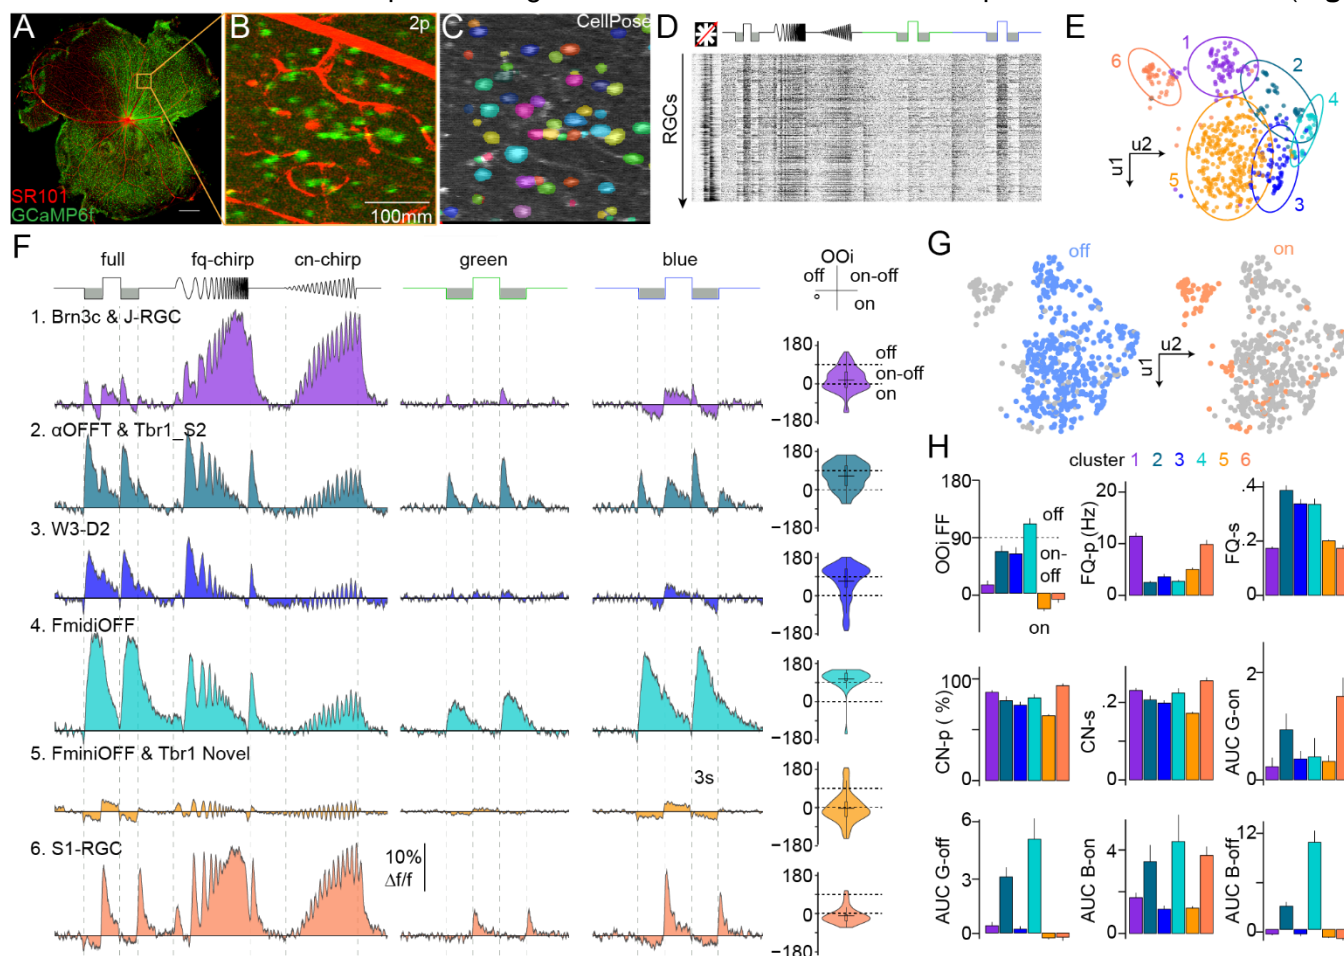 A
SR101
GCaMP6f
B
2p
100mm
C
CellPose
D
RGCs
E
1
2
3
4
5
6
u1
u2
F
full
fq-chirp
cn-chirp
green
blue
OOi
off
on-off
on
1. Brn3c & J-RGC
180
0
−180
off
on-off
on
2. αOFFT & Tbr1_S2
180
0
−180
3. W3-D2
180
0
−180
4. FmidiOFF
180
0
−180
5. FminiOFF & Tbr1 Novel
3s
180
0
−180
6. S1-RGC
10%
Δf/f
180
0
−180
G
off
on
u1
u2
H
cluster 1 2 3 4 5 6
OOi FF
180
90
0
off
on-
off
on
FQ-p (Hz)
20
10
0
FQ-s
.4
.2
0
CN-p (%)
100
0
CN-s
.2
0
AUC G-on
2
0
AUC G-off
6
3
0
AUC B-on
4
2
0
AUC B-off
12
0